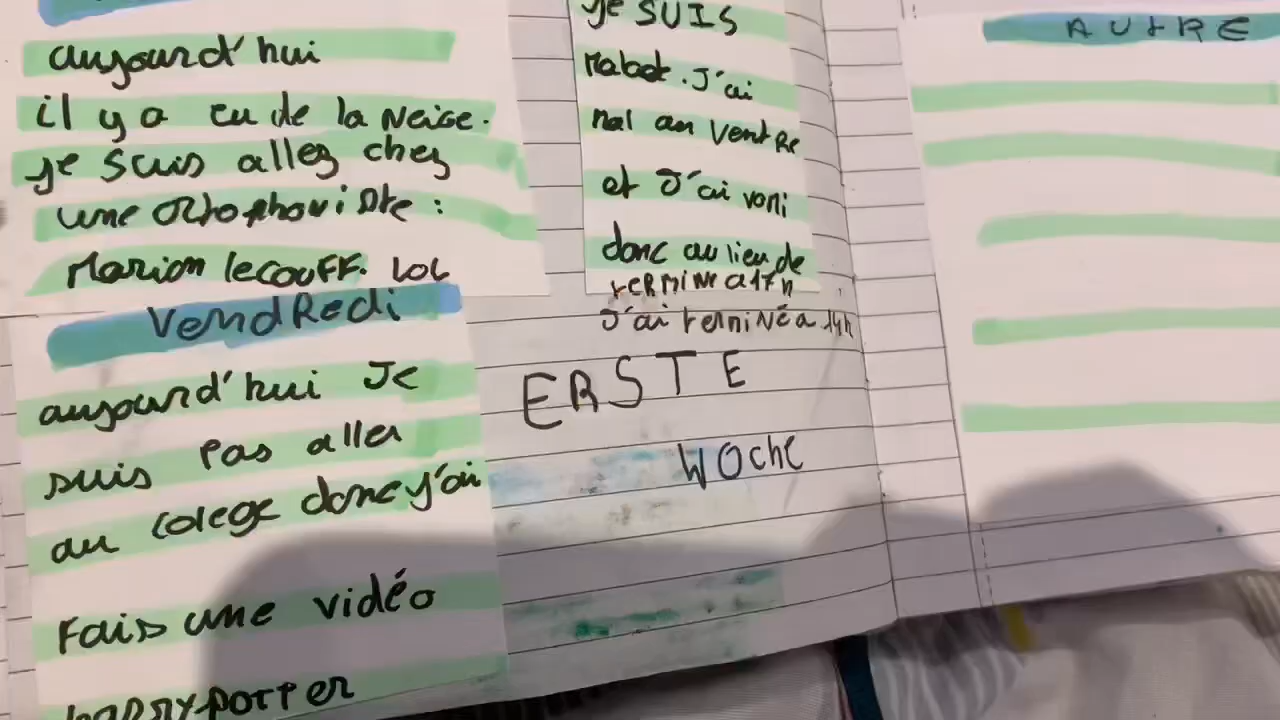 aujourd'hui
il y a eu de la Neige.
je suis allez chez
une Ortophoniste :
Marion lecouFF. LOL
VendRedi
aujourd'hui Je
suis pas aller
au colege donc j'ai
Fais une vidéo
harry potter
je SUIS
Malade. J'ai
mal au VentRe
et J'ai vomi
donc au lieu de
terminer a 17h
J'ai terminé a 14h
ERSTE
WOche
AUtRE